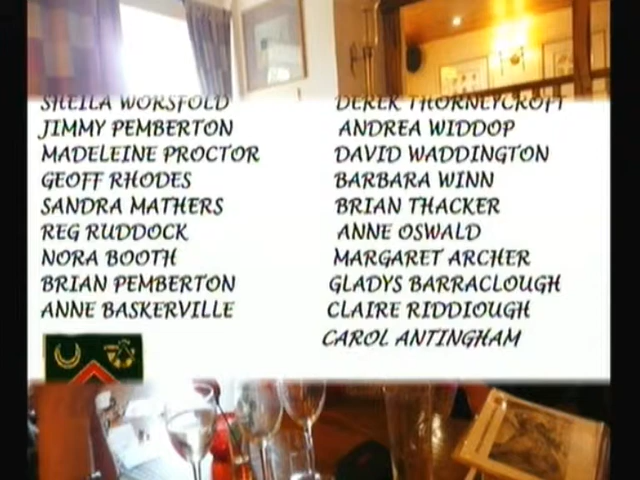 SHEILA WORSFOLD
JIMMY PEMBERTON
MADELEINE PROCTOR
GEOFF RHODES
SANDRA MATHERS
REG RUDDOCK
NORA BOOTH
BRIAN PEMBERTON
ANNE BASKERVILLE
DEREK THORNEYCROFT
ANDREA WIDDOP
DAVID WADDINGTON
BARBARA WINN
BRIAN THACKER
ANNE OSWALD
MARGARET ARCHER
GLADYS BARRACLOUGH
CLAIRE RIDDIOUGH
CAROL ANTINGHAM